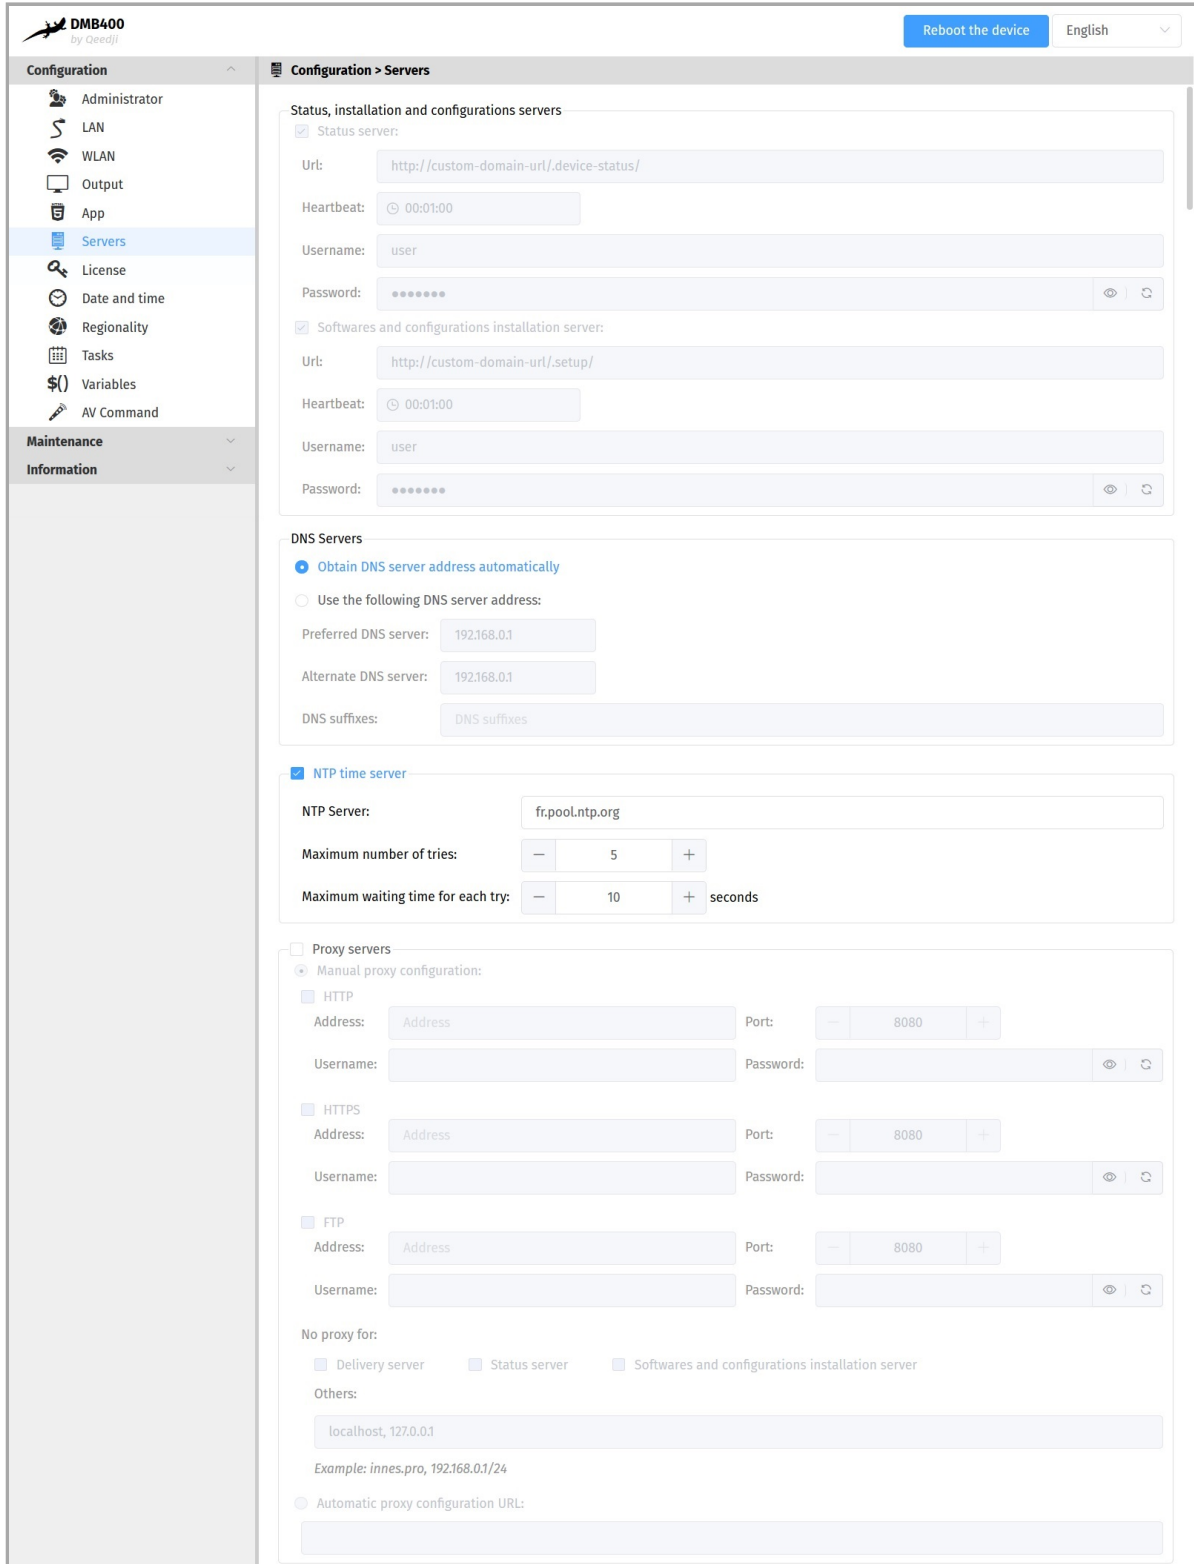 DMB400
by Qeedji
Reboot the device
English
Configuration
Administrator
LAN
WLAN
Output
App
Servers
License
Date and time
Regionality
Tasks
$() Variables
AV Command
Maintenance
Information
Configuration > Servers
Status, installation and configurations servers
Status server:
Url: http://custom-domain-url/.device-status/
Heartbeat: 00:01:00
Username: user
Password: •••••••
Softwares and configurations installation server:
Url: http://custom-domain-url/.setup/
Heartbeat: 00:01:00
Username: user
Password: •••••••
DNS Servers
Obtain DNS server address automatically
Use the following DNS server address:
Preferred DNS server: 192.168.0.1
Alternate DNS server: 192.168.0.1
DNS suffixes: DNS suffixes
NTP time server
NTP Server: fr.pool.ntp.org
Maximum number of tries: − 5 +
Maximum waiting time for each try: − 10 + seconds
Proxy servers
Manual proxy configuration:
HTTP
Address: Address Port: − 8080 +
Username: Password:
HTTPS
Address: Address Port: − 8080 +
Username: Password:
FTP
Address: Address Port: − 8080 +
Username: Password:
No proxy for:
Delivery server Status server Softwares and configurations installation server
Others:
localhost, 127.0.0.1
Example: innes.pro, 192.168.0.1/24
Automatic proxy configuration URL: